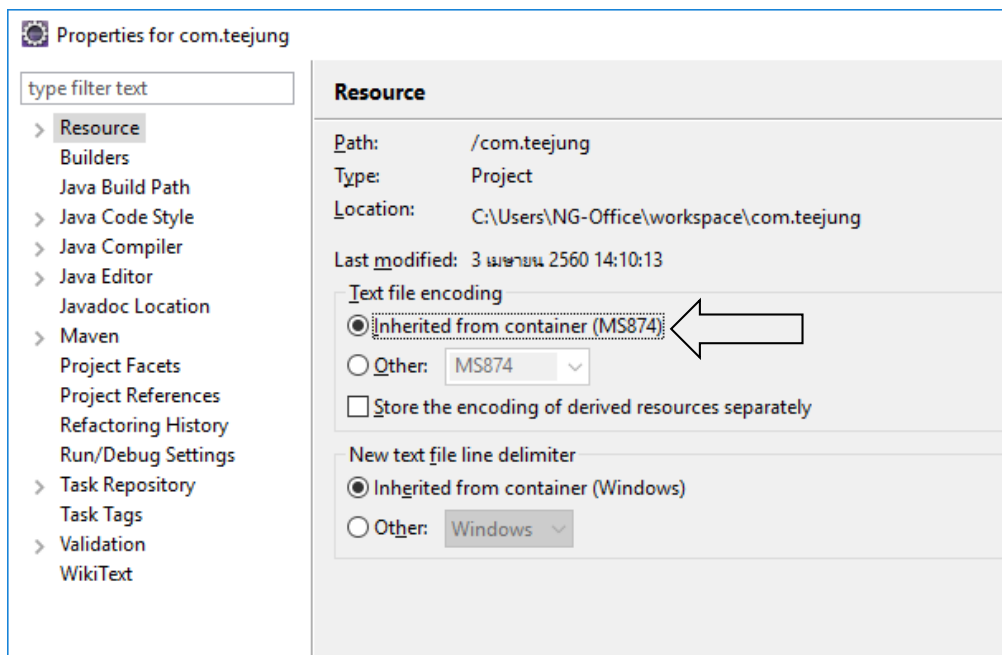 Properties for com.teejung
type filter text
Resource
Builders
Java Build Path
Java Code Style
Java Compiler
Java Editor
Javadoc Location
Maven
Project Facets
Project References
Refactoring History
Run/Debug Settings
Task Repository
Task Tags
Validation
WikiText
Resource
Path: /com.teejung
Type: Project
Location: C:\Users\NG-Office\workspace\com.teejung
Last modified: 3 เมษายน 2560 14:10:13
Text file encoding
Inherited from container (MS874)
Other: MS874
Store the encoding of derived resources separately
New text file line delimiter
Inherited from container (Windows)
Other: Windows